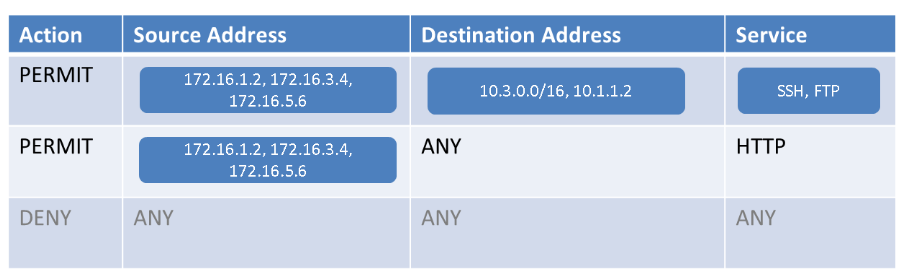 Action Source Address Destination Address Service
PERMIT 172.16.1.2, 172.16.3.4, 10.3.0.0/16, 10.1.1.2 SSH, FTP
172.16.5.6
PERMIT 172.16.1.2, 172.16.3.4, ANY HTTP
172.16.5.6
DENY ANY ANY ANY